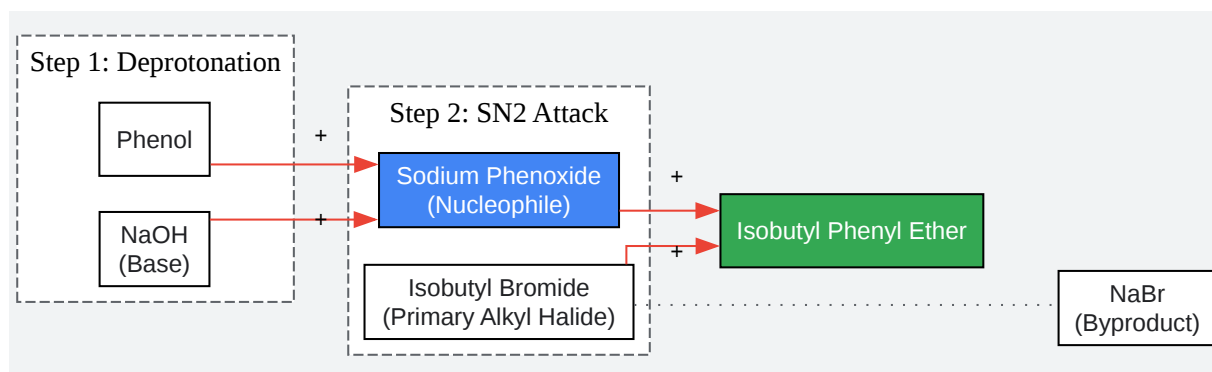 Step 1: Deprotonation
Phenol
+
NaOH
(Base)
+
Step 2: SN2 Attack
Sodium Phenoxide
(Nucleophile)
+
Isobutyl Bromide
(Primary Alkyl Halide)
+
Isobutyl Phenyl Ether
NaBr
(Byproduct)